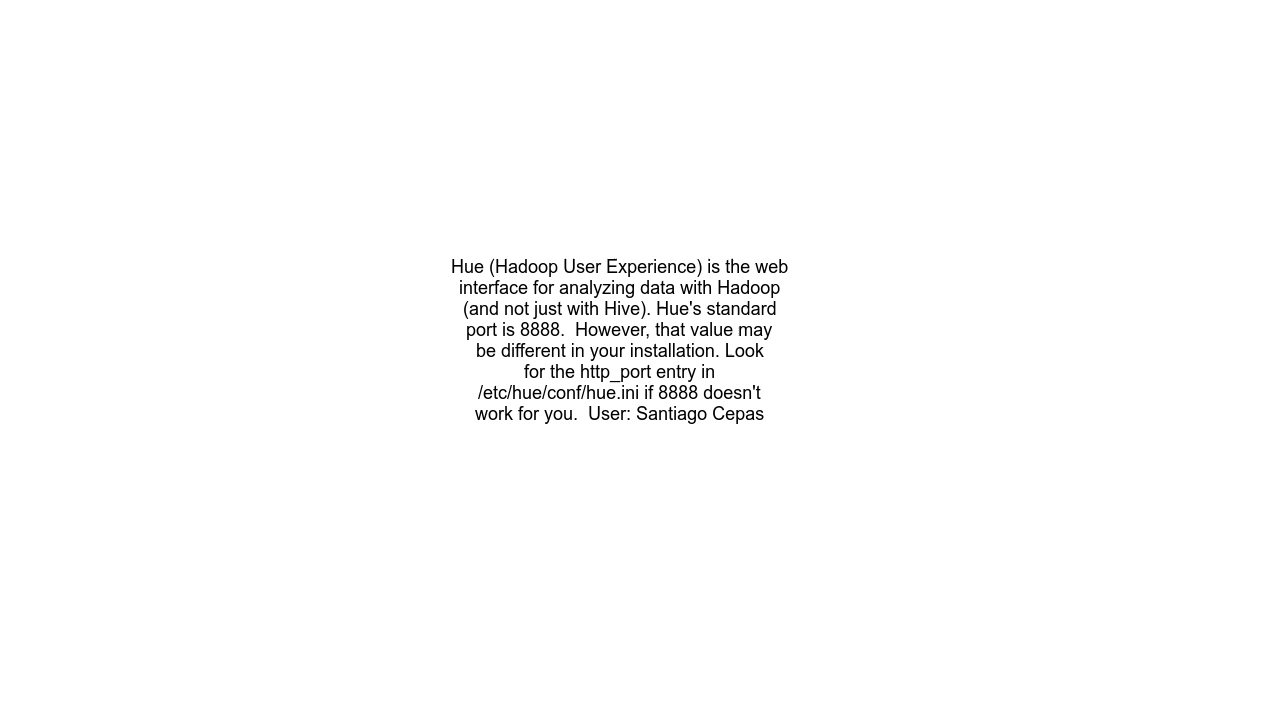 Hue (Hadoop User Experience) is the web
interface for analyzing data with Hadoop
(and not just with Hive). Hue's standard
port is 8888.  However, that value may
be different in your installation. Look
for the http_port entry in
/etc/hue/conf/hue.ini if 8888 doesn't
work for you.  User: Santiago Cepas